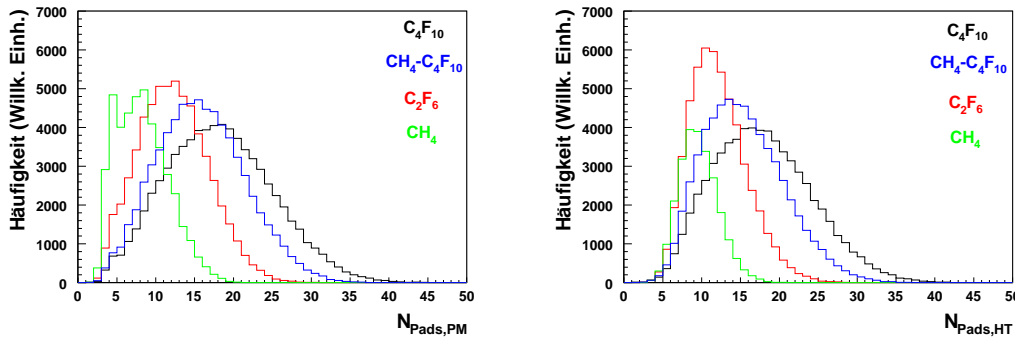 Häufigkeit (Willk. Einh.)
7000
6000
5000
4000
3000
2000
1000
0
C4F10
CH4-C4F10
C2F6
CH4
0 5 10 15 20 25 30 35 40 45 50
NPads,PM
Häufigkeit (Willk. Einh.)
7000
6000
5000
4000
3000
2000
1000
0
C4F10
CH4-C4F10
C2F6
CH4
0 5 10 15 20 25 30 35 40 45 50
NPads,HT